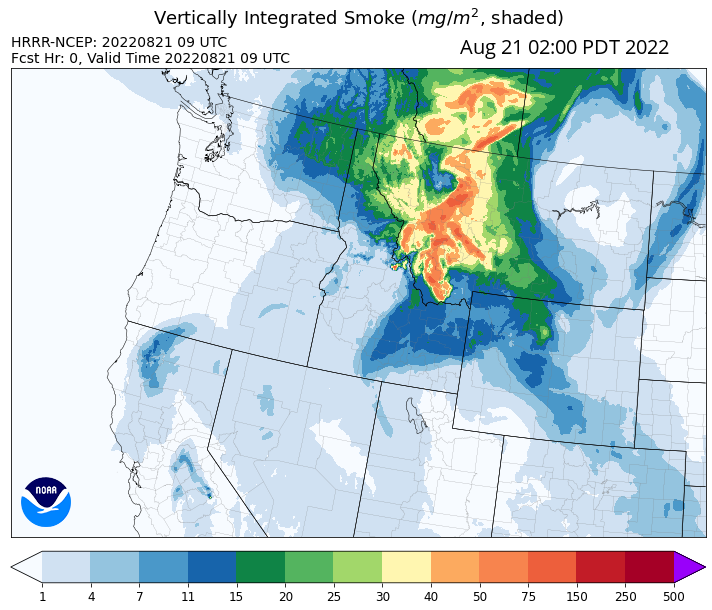 Vertically Integrated Smoke (mg/m², shaded)
HRRR-NCEP: 20220821 09 UTC
Aug 21 02:00 PDT 2022
Fcst Hr: 0, Valid Time 20220821 09 UTC
NOAA
1 4 7 11 15 20 25 30 40 50 75 150 250 500